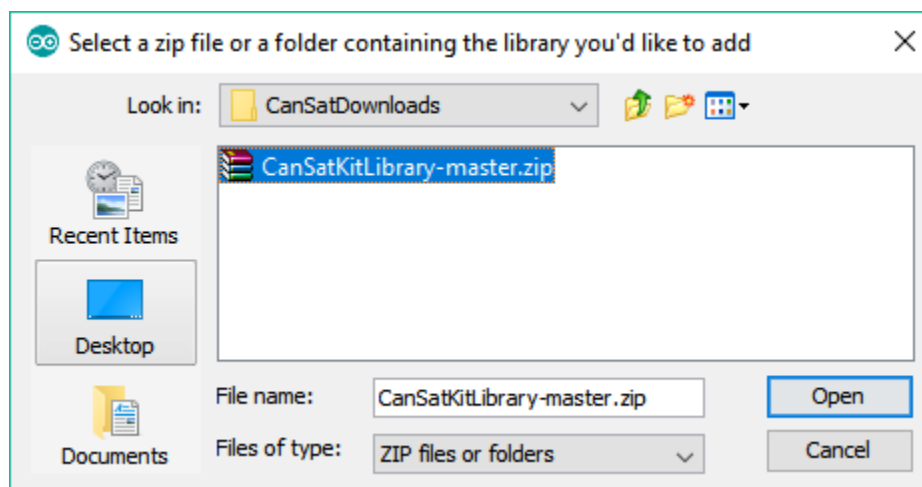 Select a zip file or a folder containing the library you'd like to add
Look in: CanSatDownloads
CanSatKitLibrary-master.zip
Recent Items
Desktop
Documents
File name: CanSatKitLibrary-master.zip Open
Files of type: ZIP files or folders Cancel